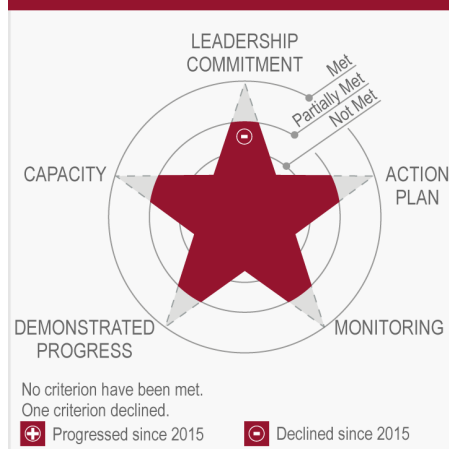 LEADERSHIP
COMMITMENT
Met
Partially Met
Not Met
CAPACITY
ACTION
PLAN
DEMONSTRATED
PROGRESS
MONITORING
No criterion have been met.
One criterion declined.
Progressed since 2015
Declined since 2015